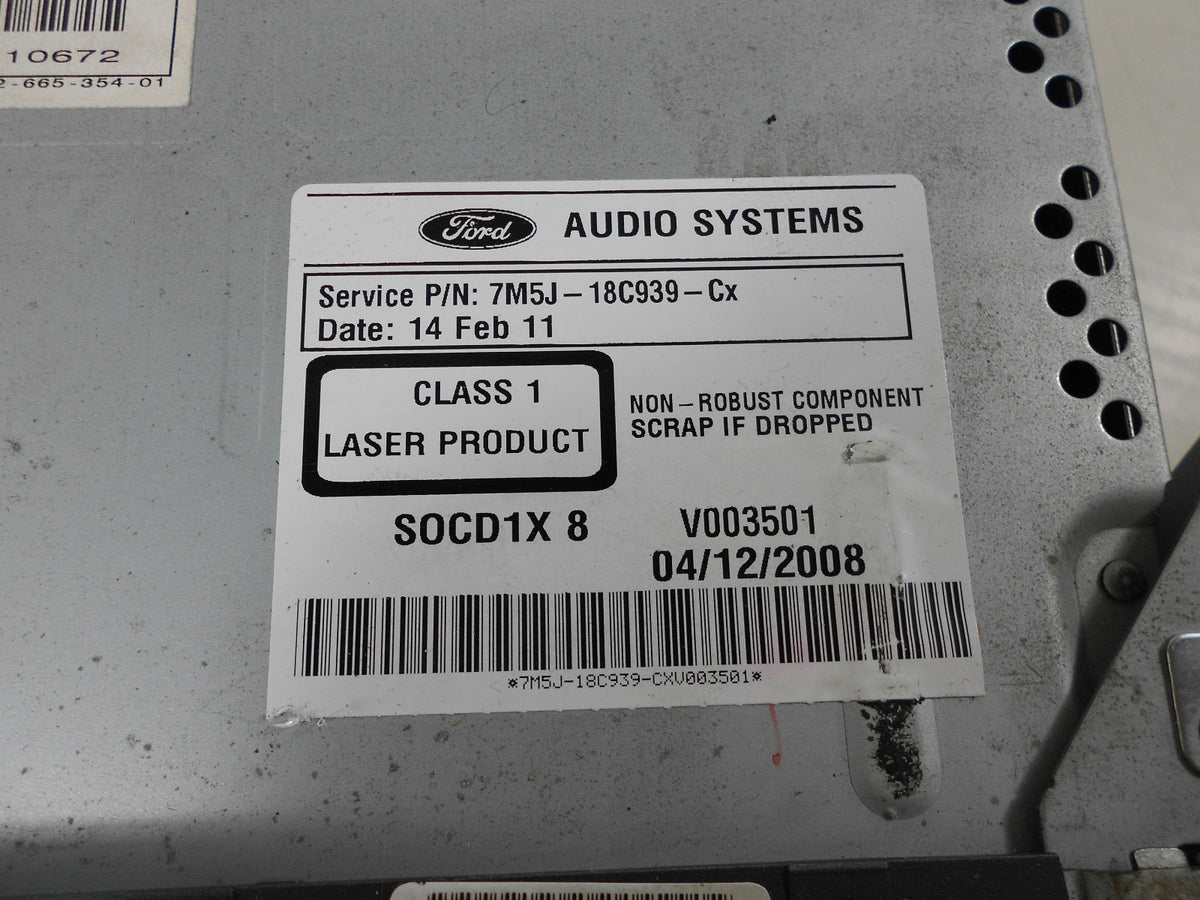 10672
2-665-354-01
Ford AUDIO SYSTEMS
Service P/N: 7M5J-18C939-Cx
Date: 14 Feb 11
CLASS 1
LASER PRODUCT
NON-ROBUST COMPONENT
SCRAP IF DROPPED
SOCD1X 8
V003501
04/12/2008
*7M5J-18C939-CXV003501*